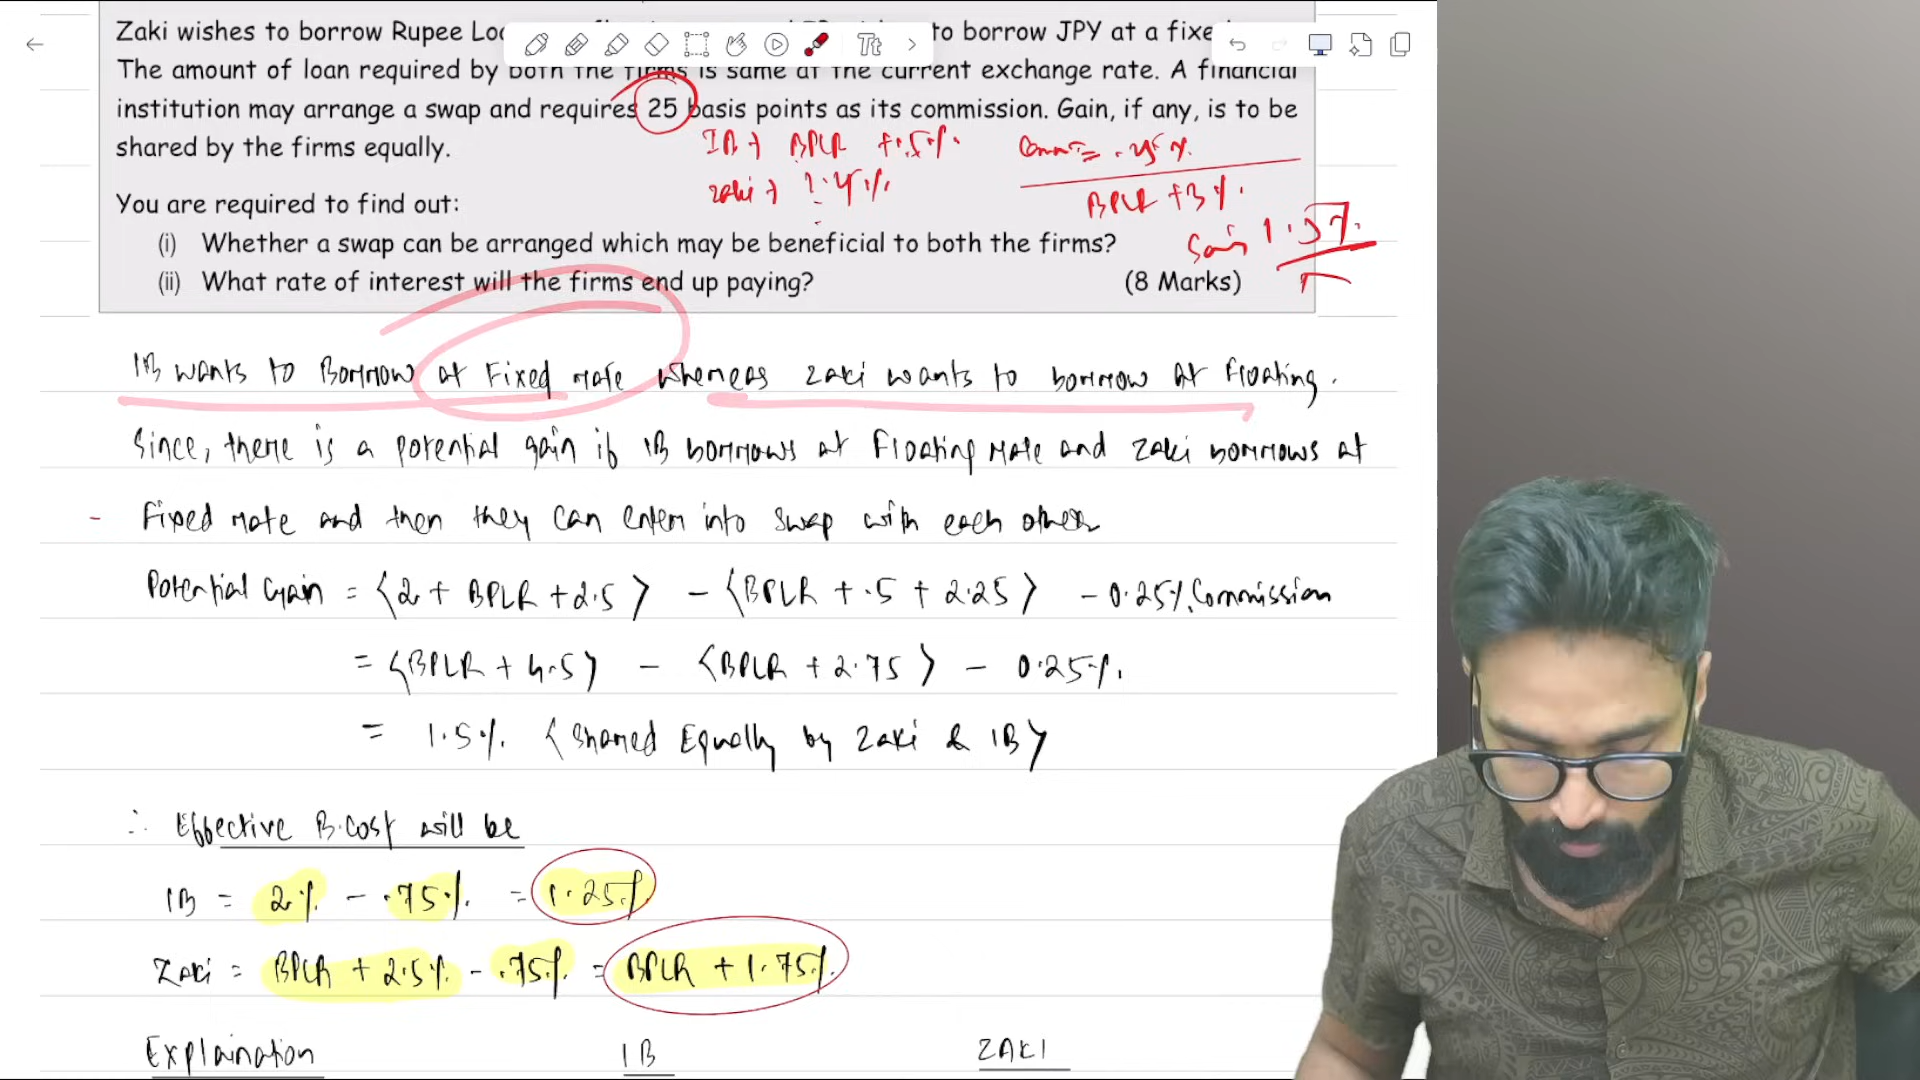 Zaki wishes to borrow Rupee to borrow JPY at a
The amount of loan required by both the firms is same at the current exchange rate. A financial
institution may arrange a swap and requires 25 basis points as its commission. Gain, if any, is to be
shared by the firms equally.
IB → BPLR + .5%.
Zaki → 2.25%
Comm = .25%.
BPLR + 3%.
Gain 1.5%.
You are required to find out:
(i) Whether a swap can be arranged which may be beneficial to both the firms?
(ii) What rate of interest will the firms end up paying? (8 Marks)
IB wants to Borrow at Fixed rate whereas Zaki wants to borrow at Floating.
Since, there is a potential gain if IB borrows at Floating rate and Zaki borrows at
Fixed rate and then they can enter into swap with each other
Potential Gain = (2 + BPLR + 2.5) - (BPLR + .5 + 2.25) - 0.25% Commission
= (BPLR + 4.5) - (BPLR + 2.75) - 0.25%.
= 1.5%. (Shared Equally by Zaki & IB)
∴ Effective B.cost will be
IB = 2% - .75% = 1.25%
Zaki = BPLR + 2.5% - .75% = BPLR + 1.75%.
Explaination IB ZAKI